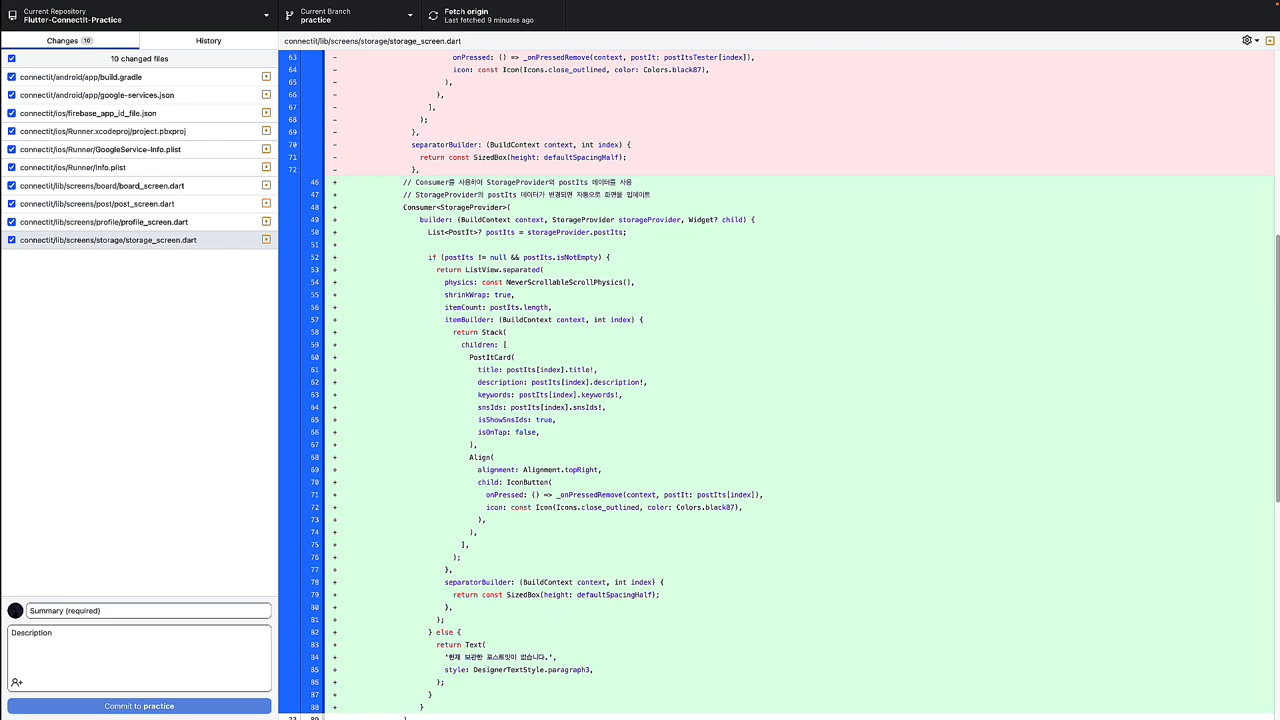 Current Repository
Flutter-ConnectIt-Practice
Current Branch
practice
Fetch origin
Last fetched 9 minutes ago
Changes 10
History
10 changed files
connectit/android/app/build.gradle
connectit/android/app/google-services.json
connectit/ios/firebase_app_id_file.json
connectit/ios/Runner.xcodeproj/project.pbxproj
connectit/ios/Runner/GoogleService-Info.plist
connectit/ios/Runner/Info.plist
connectit/lib/screens/board/board_screen.dart
connectit/lib/screens/post/post_screen.dart
connectit/lib/screens/profile/profile_screen.dart
connectit/lib/screens/storage/storage_screen.dart
Summary (required)
Description
Commit to practice
connectit/lib/screens/storage/storage_screen.dart
63 - onPressed: () => _onPressedRemove(context, postIt: postItsTester[index]),
64 - icon: const Icon(Icons.close_outlined, color: Colors.black87),
65 - ),
66 - ),
67 - ],
68 - );
69 - },
70 - separatorBuilder: (BuildContext context, int index) {
71 - return const SizedBox(height: defaultSpacingHalf);
72 - },
46 + // Consumer를 사용하여 StorageProvider의 postIts 데이터를 사용
47 + // StorageProvider의 postIts 데이터가 변경되면 자동으로 화면을 업데이트
48 + Consumer<StorageProvider>(
49 + builder: (BuildContext context, StorageProvider storageProvider, Widget? child) {
50 + List<PostIt>? postIts = storageProvider.postIts;
51 +
52 + if (postIts != null && postIts.isNotEmpty) {
53 + return ListView.separated(
54 + physics: const NeverScrollableScrollPhysics(),
55 + shrinkWrap: true,
56 + itemCount: postIts.length,
57 + itemBuilder: (BuildContext context, int index) {
58 + return Stack(
59 + children: [
60 + PostItCard(
61 + title: postIts[index].title!,
62 + description: postIts[index].description!,
63 + keywords: postIts[index].keywords!,
64 + snsIds: postIts[index].snsIds!,
65 + isShowSnsIds: true,
66 + isOnTap: false,
67 + ),
68 + Align(
69 + alignment: Alignment.topRight,
70 + child: IconButton(
71 + onPressed: () => _onPressedRemove(context, postIt: postIts[index]),
72 + icon: const Icon(Icons.close_outlined, color: Colors.black87),
73 + ),
74 + ),
75 + ],
76 + );
77 + },
78 + separatorBuilder: (BuildContext context, int index) {
79 + return const SizedBox(height: defaultSpacingHalf);
80 + },
81 + );
82 + } else {
83 + return Text(
84 + '현재 보관한 포스트잇이 없습니다.',
85 + style: DesignerTextStyle.paragraph3,
86 + );
87 + }
88 + }
73 89 )